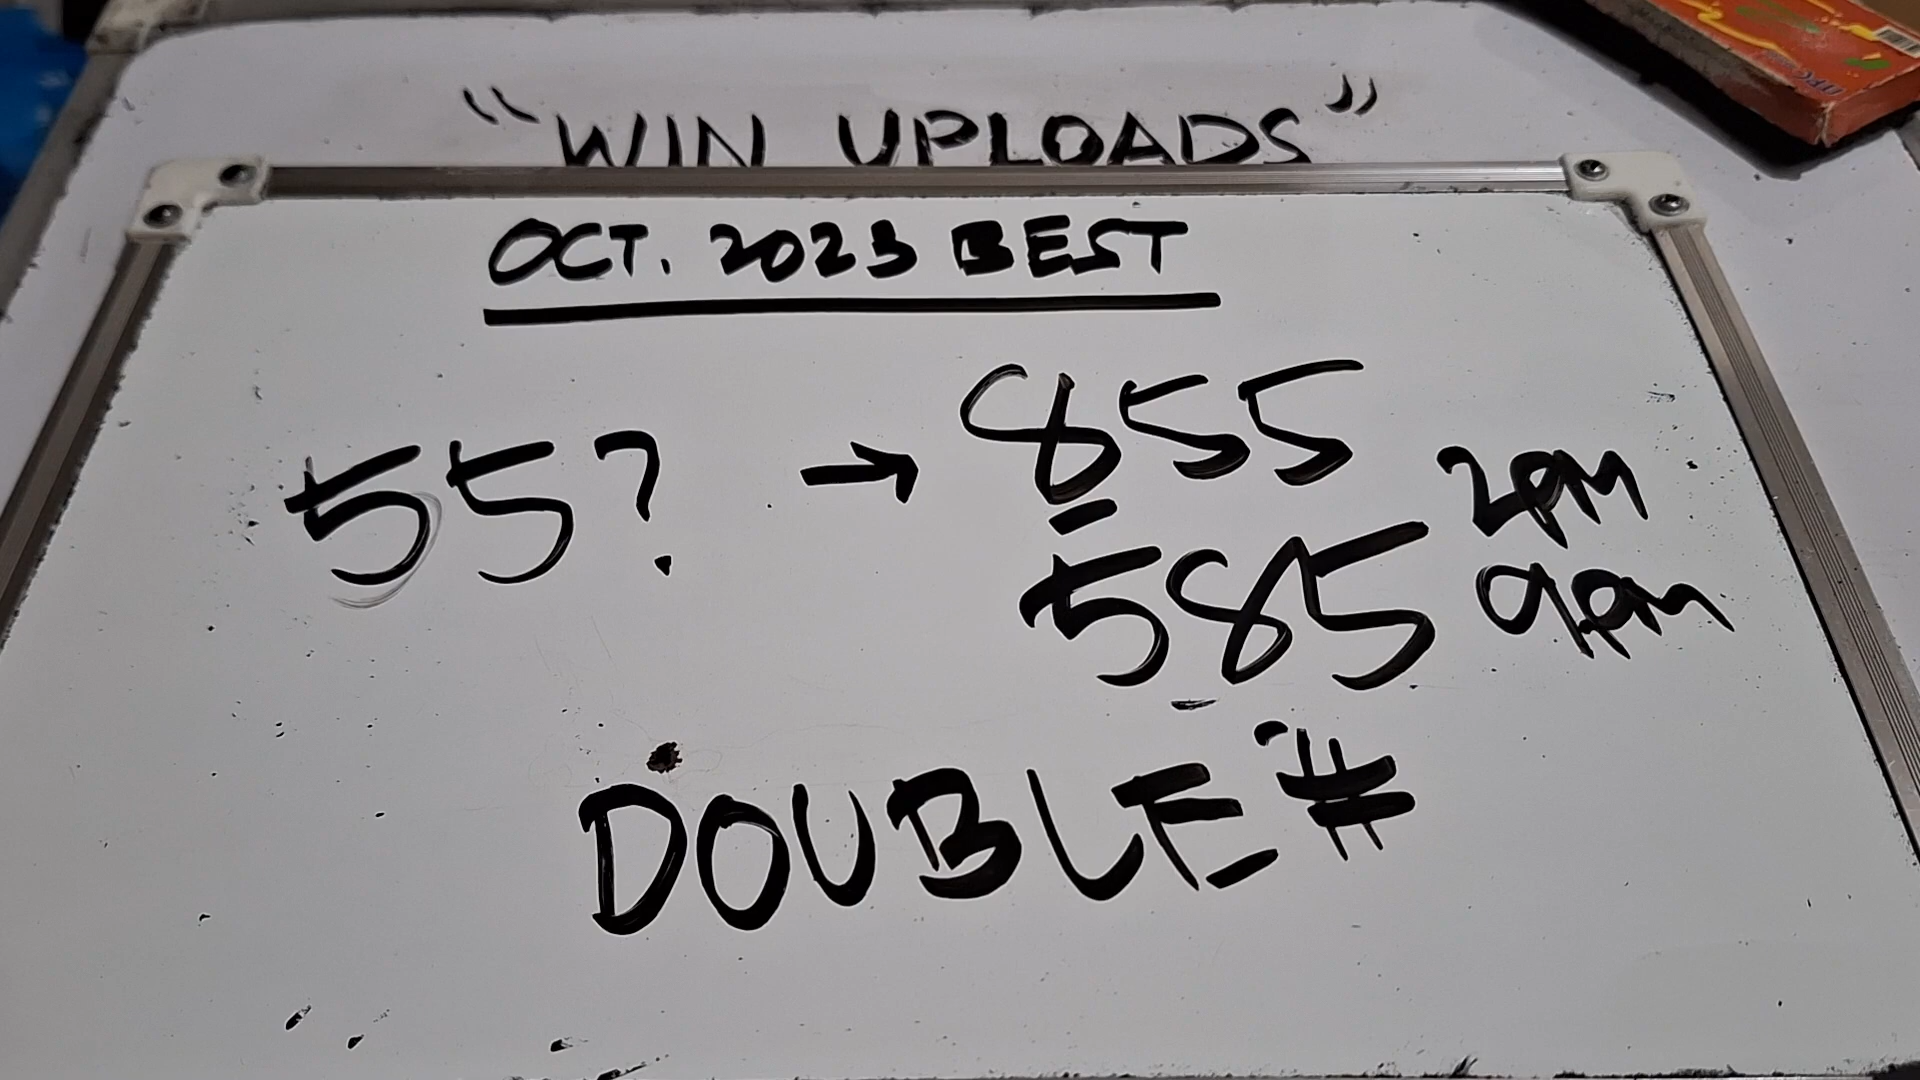 "WIN UPLOADS"
OCT. 2023 BEST
55? → 855 2pm
585 9pm
DOUBLE #